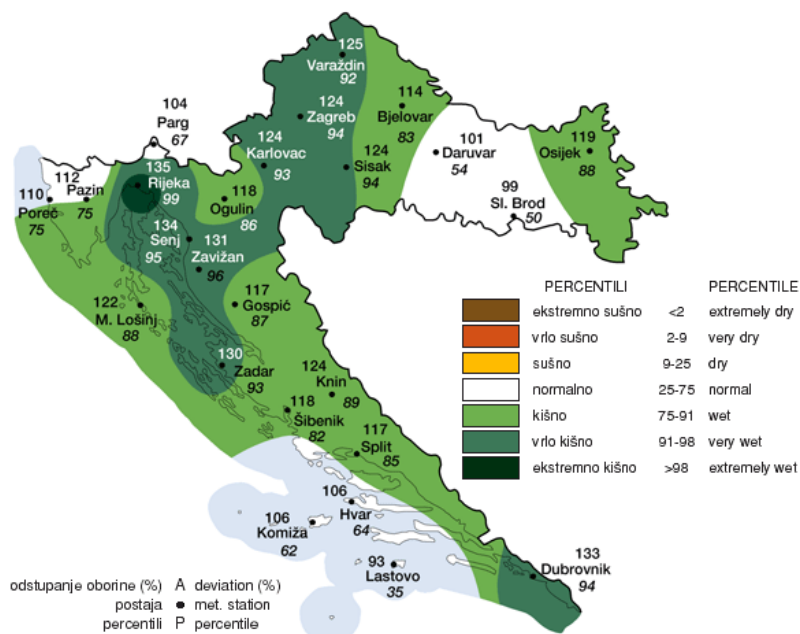 125
Varaždin
92
114
Bjelovar
83
124
Zagreb
94
104
Parg
67
124
Karlovac
93
124
Sisak
94
101
Daruvar
54
119
Osijek
88
99
Sl. Brod
50
112
Pazin
75
135
Rijeka
99
110
Poreč
75
118
Ogulin
86
134
Senj
95
131
Zavižan
96
122
M. Lošinj
88
117
Gospić
87
130
Zadar
93
124
Knin
89
118
Šibenik
82
117
Split
85
106
Hvar
64
106
Komiža
62
93
Lastovo
35
133
Dubrovnik
94
PERCENTILI PERCENTILE
ekstremno sušno <2 extremely dry
vrlo sušno 2-9 very dry
sušno 9-25 dry
normalno 25-75 normal
kišno 75-91 wet
vrlo kišno 91-98 very wet
ekstremno kišno >98 extremely wet
odstupanje oborine (%) A deviation (%)
postaja met. station
percentili P percentile